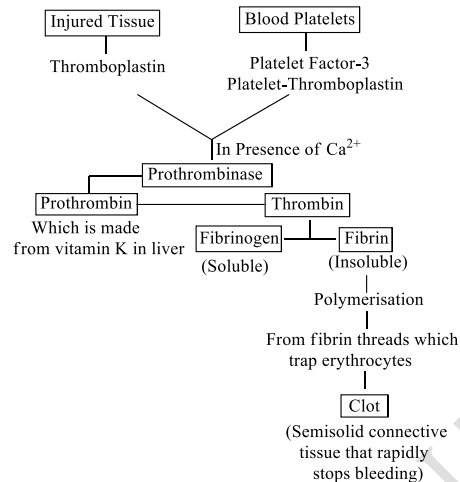 Injured Tissue
Blood Platelets
Thromboplastin
Platelet Factor-3
Platelet-Thromboplastin
In Presence of Ca²⁺
Prothrombinase
Prothrombin
Thrombin
Which is made
from vitamin K in liver
Fibrinogen
Fibrin
(Soluble)
(Insoluble)
Polymerisation
From fibrin threads which
trap erythrocytes
Clot
(Semisolid connective
tissue that rapidly
stops bleeding)